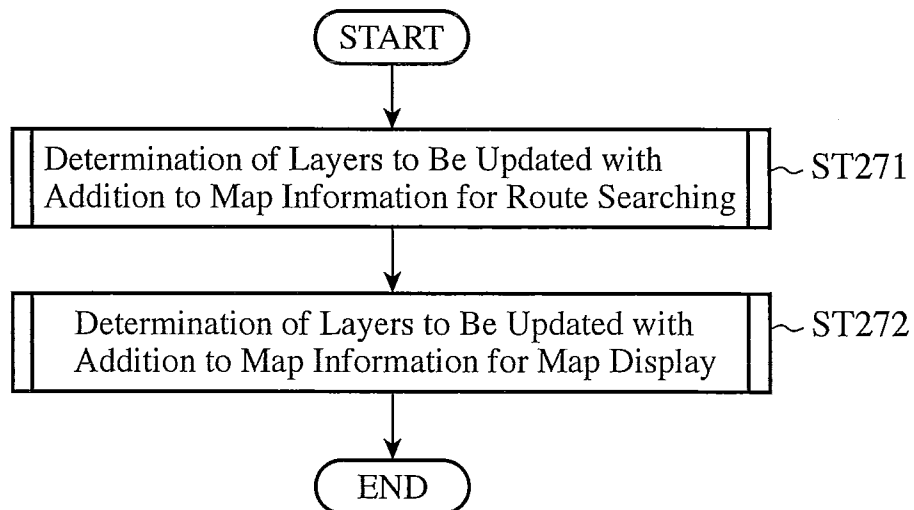 START
Determination of Layers to Be Updated with
Addition to Map Information for Route Searching
ST271
Determination of Layers to Be Updated with
Addition to Map Information for Map Display
ST272
END